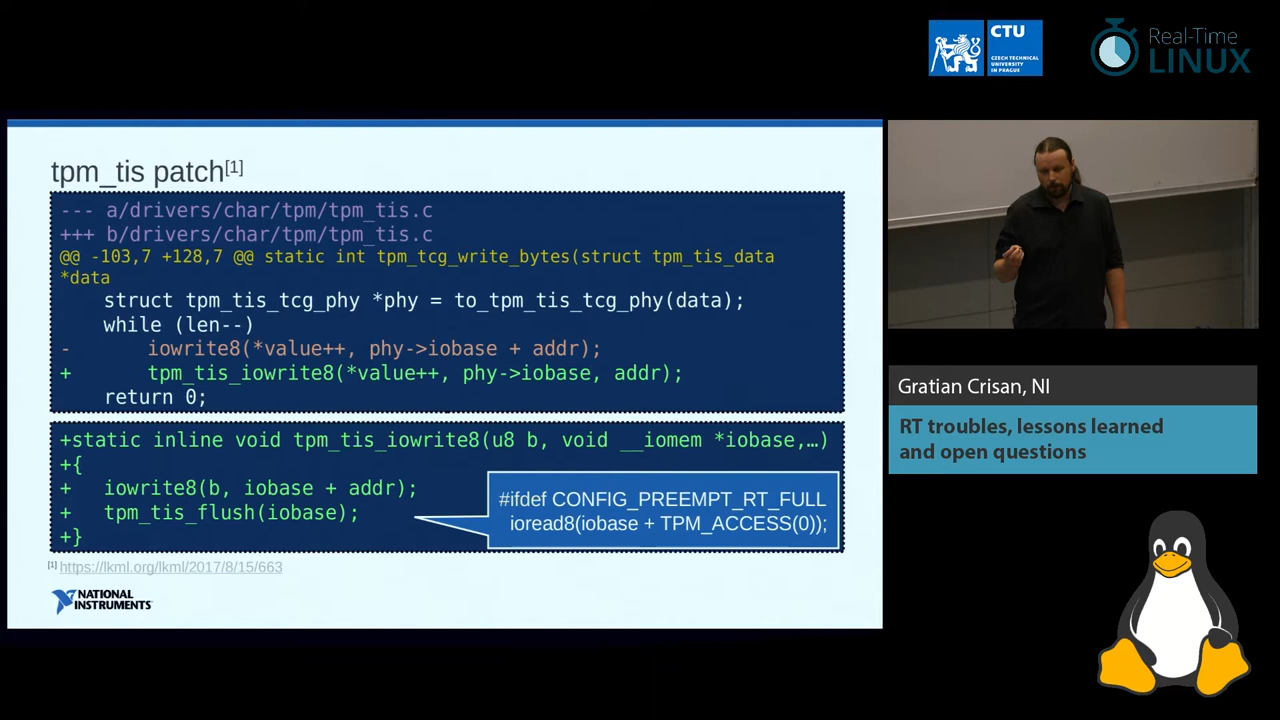 CTU
CZECH TECHNICAL
UNIVERSITY
IN PRAGUE
Real-Time
LINUX
tpm_tis patch[1]
--- a/drivers/char/tpm/tpm_tis.c
+++ b/drivers/char/tpm/tpm_tis.c
@@ -103,7 +128,7 @@ static int tpm_tcg_write_bytes(struct tpm_tis_data
*data
struct tpm_tis_tcg_phy *phy = to_tpm_tis_tcg_phy(data);
while (len--)
- iowrite8(*value++, phy->iobase + addr);
+ tpm_tis_iowrite8(*value++, phy->iobase, addr);
return 0;
+static inline void tpm_tis_iowrite8(u8 b, void __iomem *iobase,…)
+{
+ iowrite8(b, iobase + addr);
+ tpm_tis_flush(iobase);
+}
#ifdef CONFIG_PREEMPT_RT_FULL
ioread8(iobase + TPM_ACCESS(0));
[1] https://lkml.org/lkml/2017/8/15/663
NATIONAL
INSTRUMENTS
Gratian Crisan, NI
RT troubles, lessons learned
and open questions